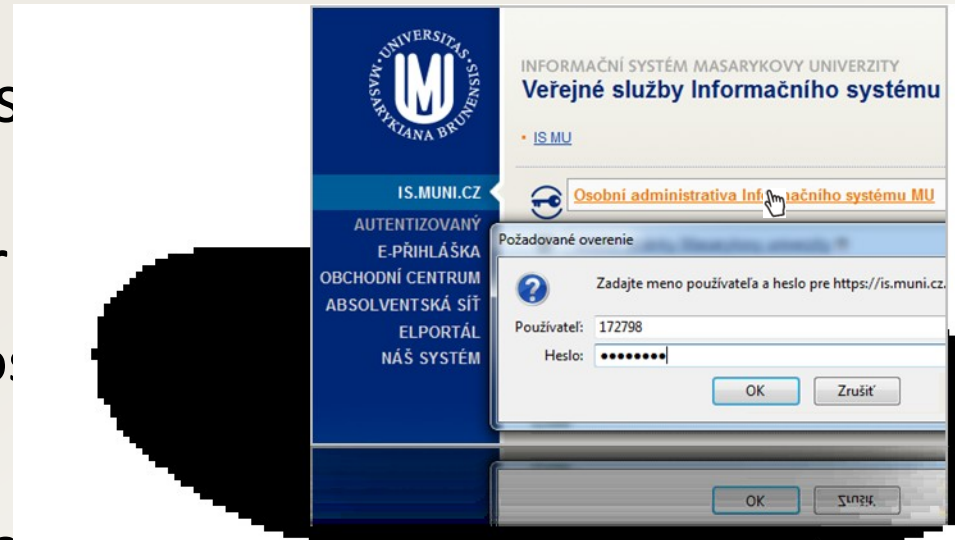 UNIVERSITAS
MASARYKIANA BRUNENSIS
MU
INFORMAČNÍ SYSTÉM MASARYKOVY UNIVERZITY
Veřejné služby Informačního systému
IS MU
IS.MUNI.CZ
AUTENTIZOVANÝ
E-PŘIHLÁŠKA
OBCHODNÍ CENTRUM
ABSOLVENTSKÁ SÍŤ
ELPORTÁL
NÁŠ SYSTÉM
Osobní administrativa Informačního systému MU
Požadované overenie
Zadajte meno používateľa a heslo pre https://is.muni.cz.
Používateľ: 172798
Heslo: ●●●●●●●●
OK Zrušiť
OK Zrušiť